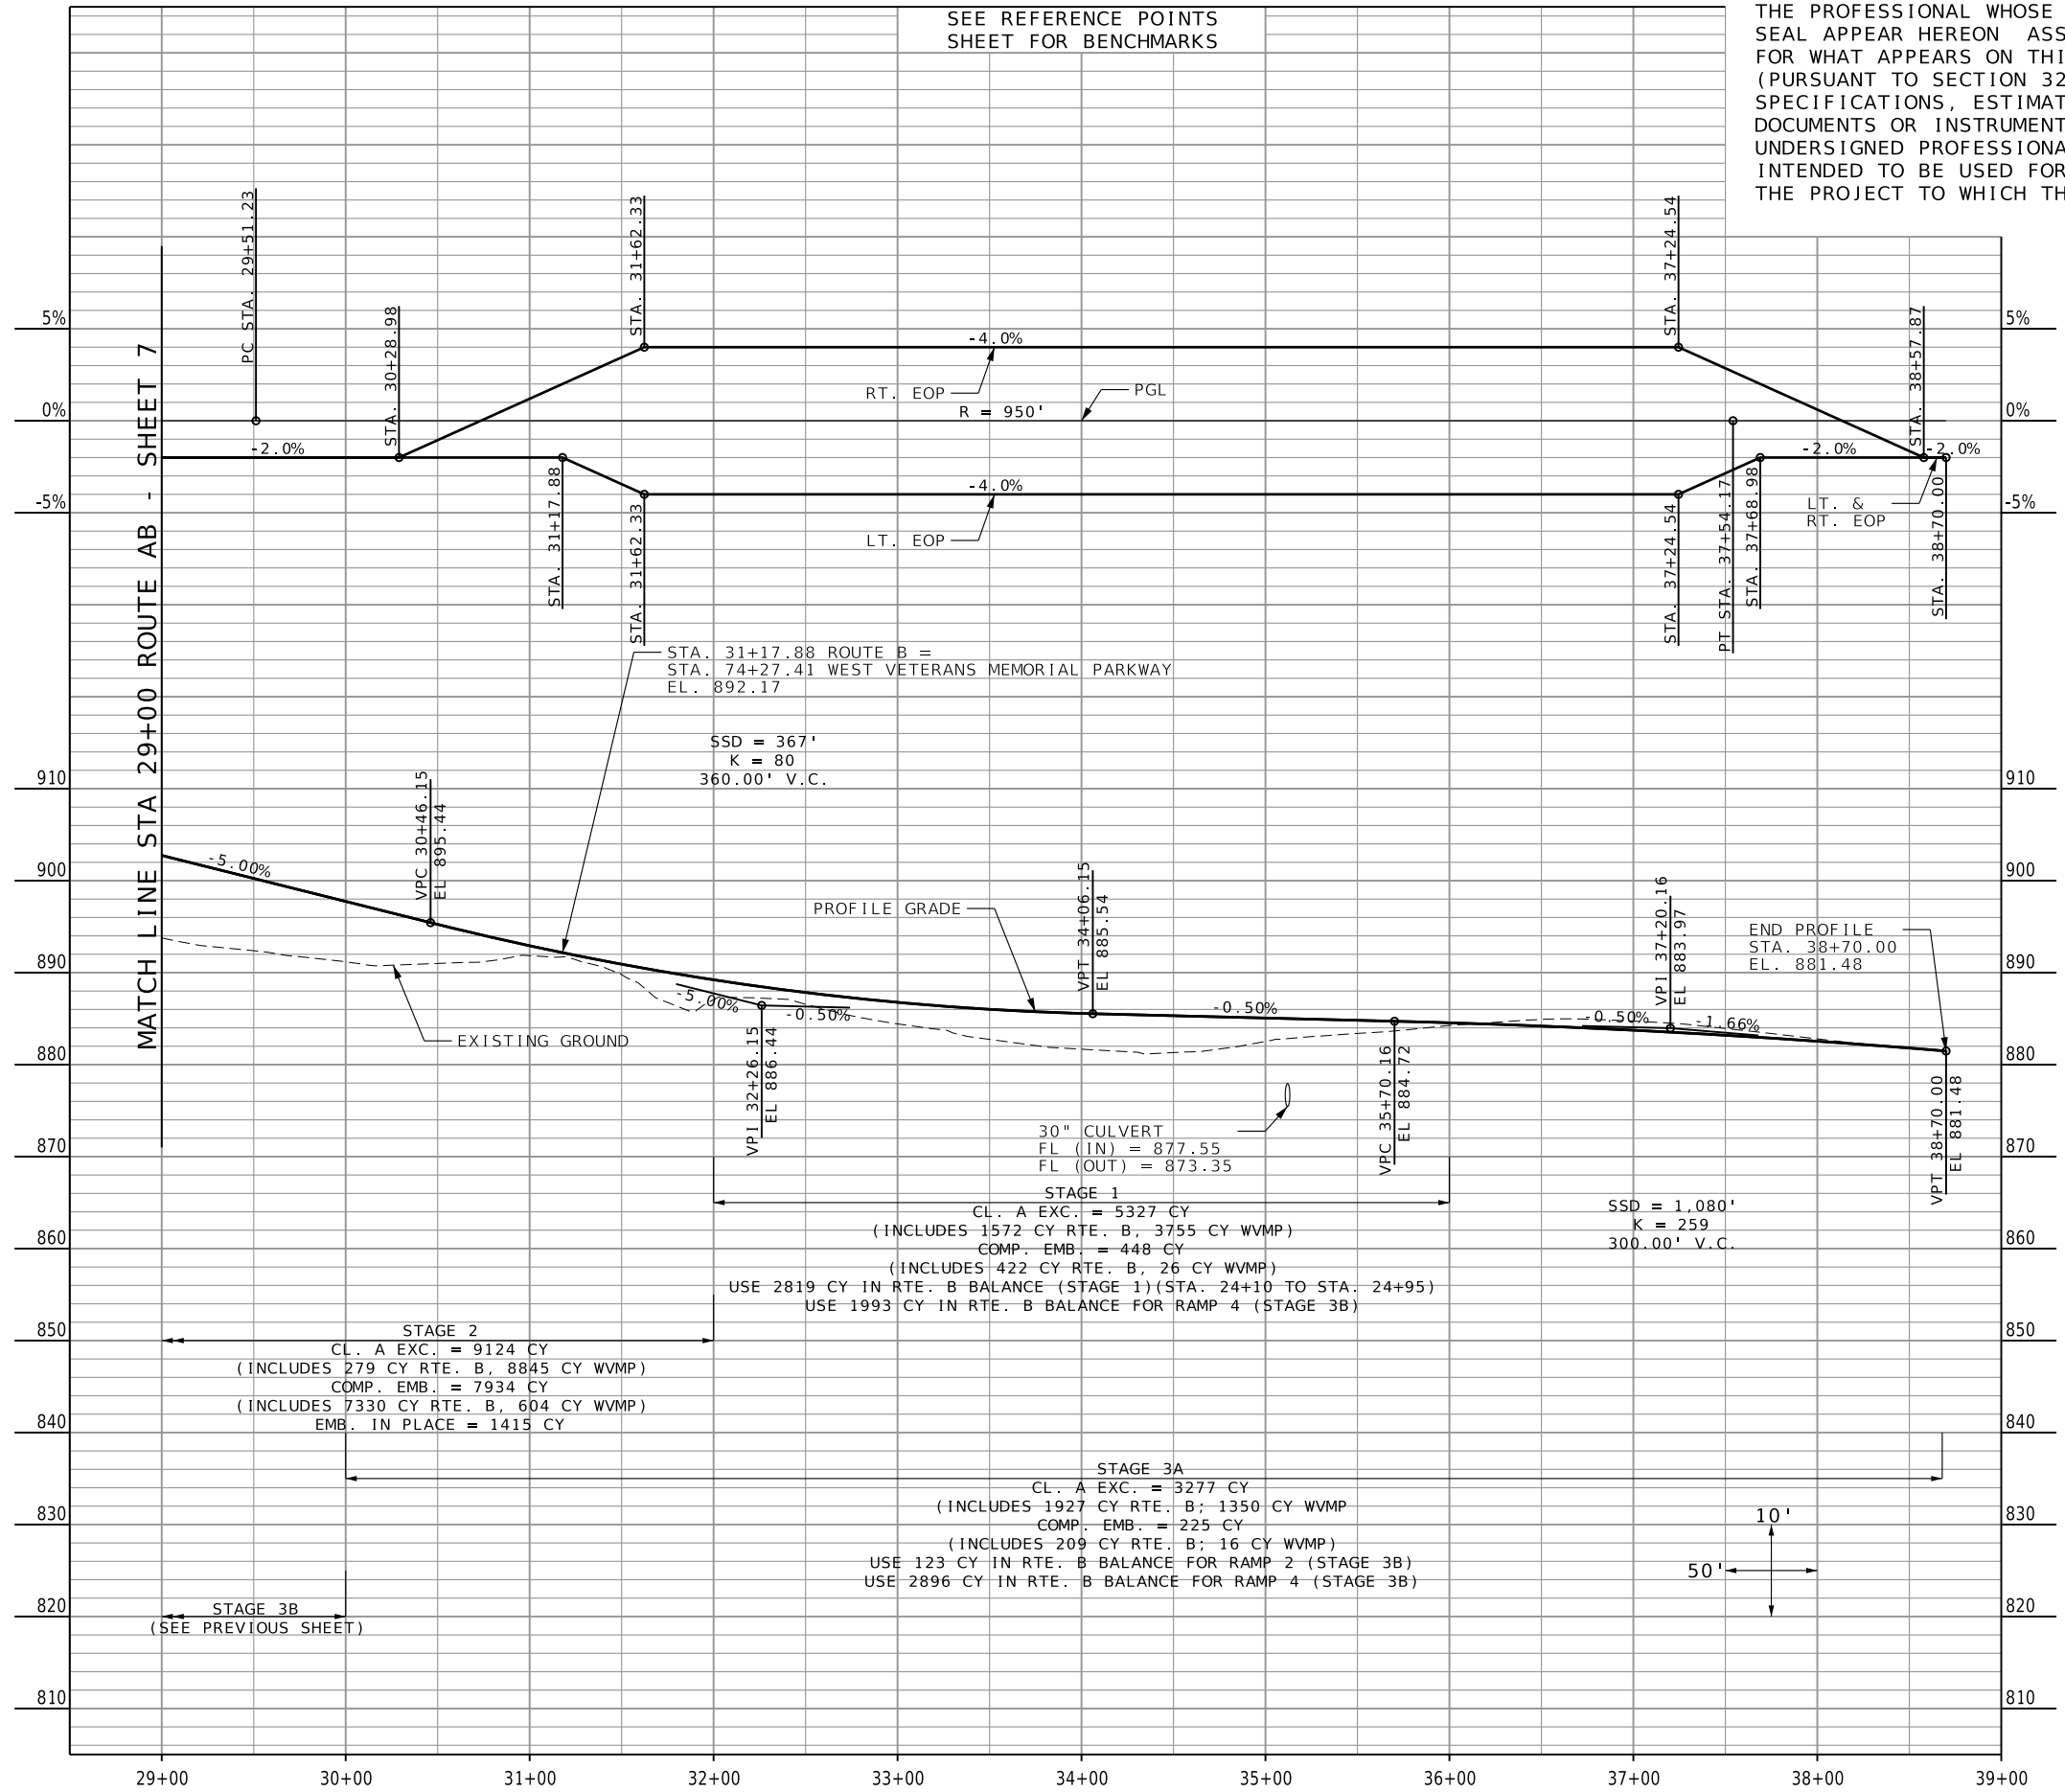 SEE REFERENCE POINTS
SHEET FOR BENCHMARKS
THE PROFESSIONAL WHOSE
SEAL APPEAR HEREON ASS
FOR WHAT APPEARS ON THI
(PURSUANT TO SECTION 32
SPECIFICATIONS, ESTIMAT
DOCUMENTS OR INSTRUMENT
UNDERSIGNED PROFESSIONA
INTENDED TO BE USED FOR
THE PROJECT TO WHICH TH
MATCH LINE STA 29+00 ROUTE AB - SHEET 7
PC STA. 29+51.23
STA. 30+28.98
STA. 31+62.33
STA. 37+24.54
STA. 38+57.87
5%
5%
-4.0%
RT. EOP
PGL
R = 950'
0%
0%
-2.0%
-2.0%
-2.0%
-4.0%
-5%
-5%
LT. EOP
LT. &
RT. EOP
STA. 31+17.88
STA. 31+62.33
STA. 37+24.54
PT STA. 37+54.17
STA. 37+68.98
STA. 38+70.00
STA. 31+17.88 ROUTE B =
STA. 74+27.41 WEST VETERANS MEMORIAL PARKWAY
EL. 892.17
SSD = 367'
K = 80
360.00' V.C.
910
910
VPC 30+46.15
EL 895.44
-5.00%
900
900
PROFILE GRADE
VPT 34+06.15
EL 885.54
VPI 37+20.16
EL 883.97
END PROFILE
STA. 38+70.00
EL. 881.48
890
890
-5.00%
-0.50%
-0.50%
-0.50%
-1.66%
EXISTING GROUND
880
880
VPI 32+26.15
EL 886.44
30" CULVERT
FL (IN) = 877.55
FL (OUT) = 873.35
VPC 35+70.16
EL 884.72
VPT 38+70.00
EL 881.48
870
870
STAGE 1
CL. A EXC. = 5327 CY
(INCLUDES 1572 CY RTE. B, 3755 CY WVMP)
COMP. EMB. = 448 CY
(INCLUDES 422 CY RTE. B, 26 CY WVMP)
USE 2819 CY IN RTE. B BALANCE (STAGE 1)(STA. 24+10 TO STA. 24+95)
USE 1993 CY IN RTE. B BALANCE FOR RAMP 4 (STAGE 3B)
SSD = 1,080'
K = 259
300.00' V.C.
860
860
850
850
STAGE 2
CL. A EXC. = 9124 CY
(INCLUDES 279 CY RTE. B, 8845 CY WVMP)
COMP. EMB. = 7934 CY
(INCLUDES 7330 CY RTE. B, 604 CY WVMP)
EMB. IN PLACE = 1415 CY
840
840
STAGE 3A
CL. A EXC. = 3277 CY
(INCLUDES 1927 CY RTE. B; 1350 CY WVMP
COMP. EMB. = 225 CY
(INCLUDES 209 CY RTE. B; 16 CY WVMP)
USE 123 CY IN RTE. B BALANCE FOR RAMP 2 (STAGE 3B)
USE 2896 CY IN RTE. B BALANCE FOR RAMP 4 (STAGE 3B)
830
830
10'
50'
820
820
STAGE 3B
(SEE PREVIOUS SHEET)
810
810
29+00
30+00
31+00
32+00
33+00
34+00
35+00
36+00
37+00
38+00
39+00